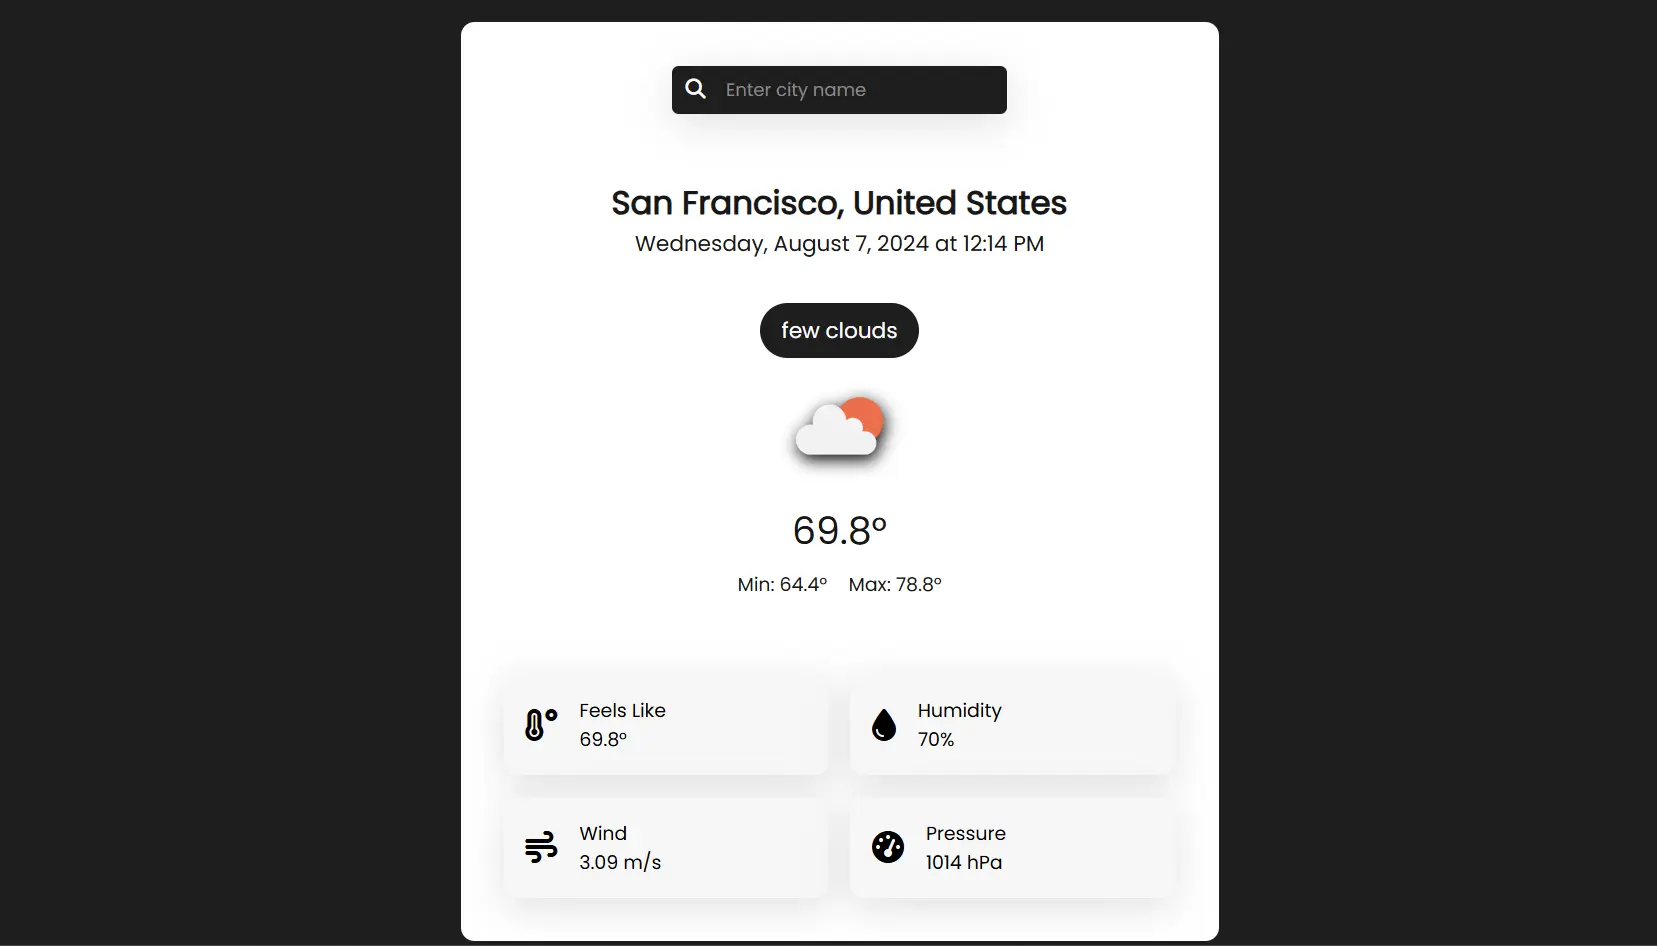 Enter city name
San Francisco, United States
Wednesday, August 7, 2024 at 12:14 PM
few clouds
69.8°
Min: 64.4° Max: 78.8°
Feels Like
69.8°
Humidity
70%
Wind
3.09 m/s
Pressure
1014 hPa